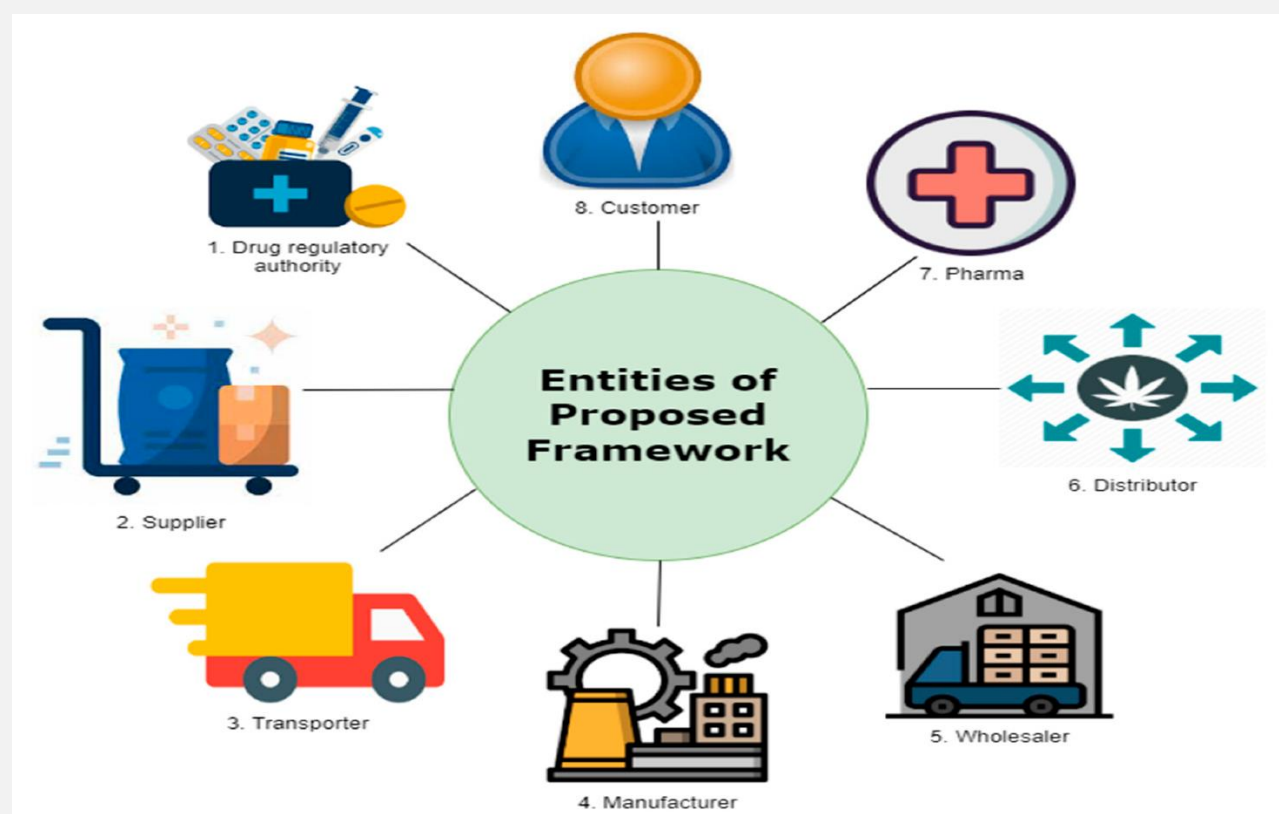 8. Customer
1. Drug regulatory
authority
7. Pharma
Entities of
Proposed
Framework
2. Supplier
6. Distributor
3. Transporter
5. Wholesaler
4. Manufacturer